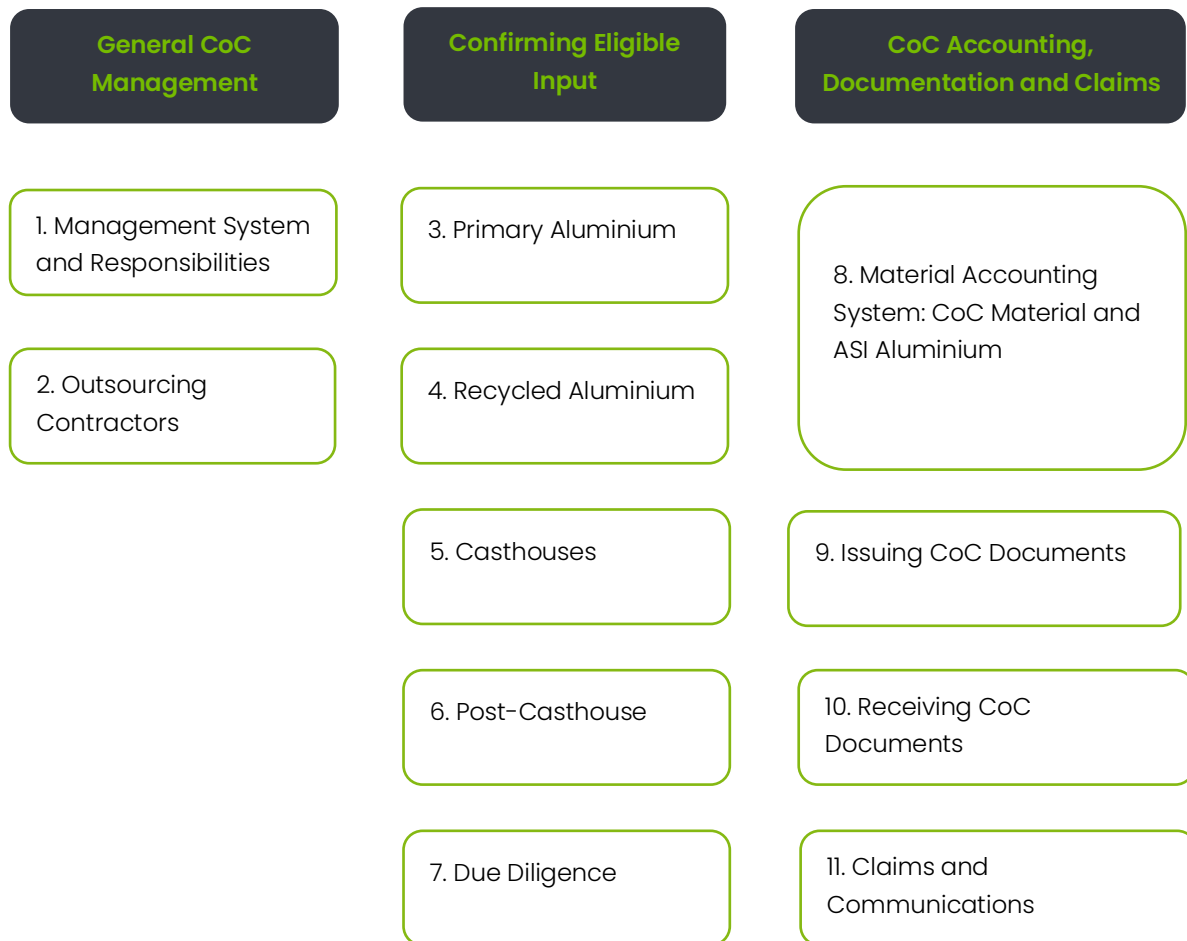 General CoC
Management
Confirming Eligible
Input
CoC Accounting,
Documentation and Claims
1. Management System
and Responsibilities
2. Outsourcing
Contractors
3. Primary Aluminium
4. Recycled Aluminium
5. Casthouses
6. Post-Casthouse
7. Due Diligence
8. Material Accounting
System: CoC Material and
ASI Aluminium
9. Issuing CoC Documents
10. Receiving CoC
Documents
11. Claims and
Communications